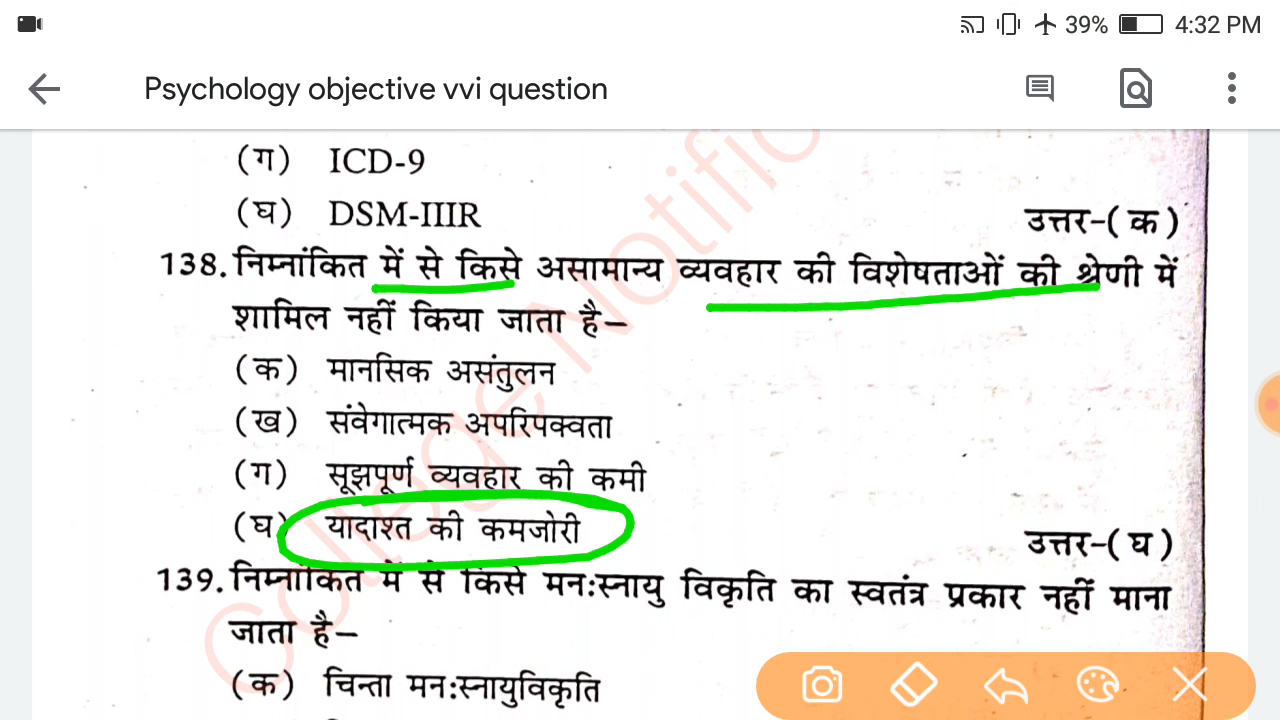 39% 4:32 PM
Psychology objective vvi question
(ग) ICD-9
(घ) DSM-IIIR उत्तर-(क)
138. निम्नांकित में से किसे असामान्य व्यवहार की विशेषताओं की श्रेणी में
शामिल नहीं किया जाता है–
(क) मानसिक असंतुलन
(ख) संवेगात्मक अपरिपक्वता
(ग) सूझपूर्ण व्यवहार की कमी
(घ) यादाश्त की कमजोरी उत्तर-(घ)
139. निम्नांकित में से किसे मन:स्नायु विकृति का स्वतंत्र प्रकार नहीं माना
जाता है–
(क) चिन्ता मन:स्नायुविकृति
College Notific